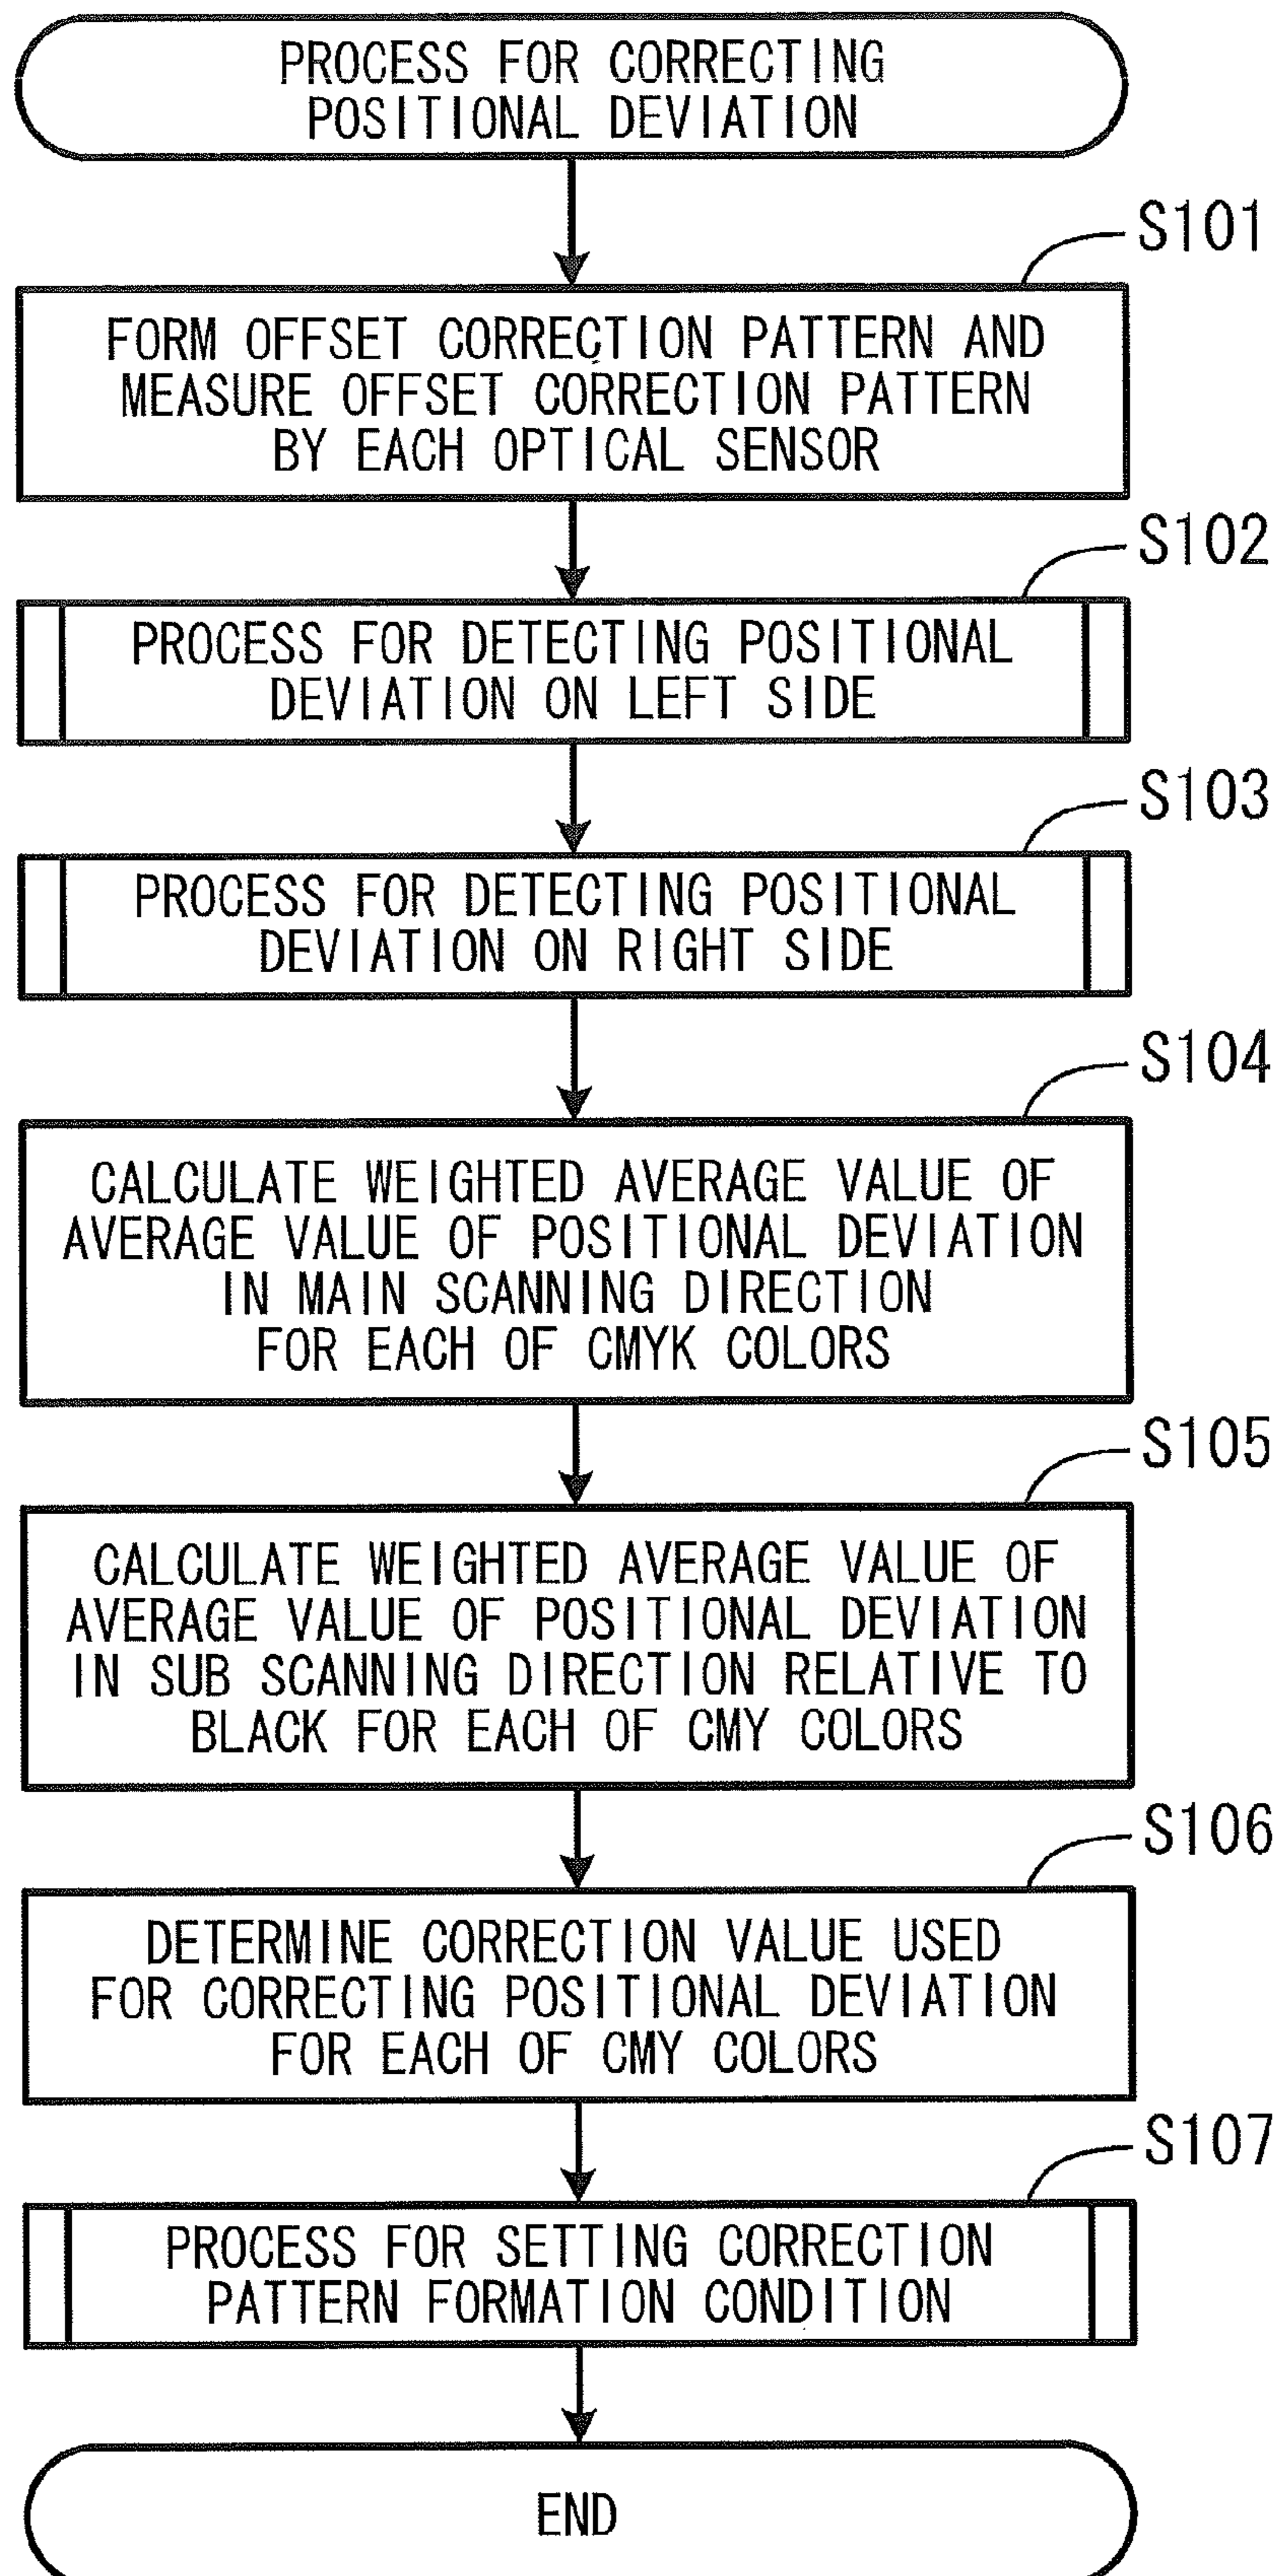 PROCESS FOR CORRECTING
POSITIONAL DEVIATION
S101
FORM OFFSET CORRECTION PATTERN AND
MEASURE OFFSET CORRECTION PATTERN
BY EACH OPTICAL SENSOR
S102
PROCESS FOR DETECTING POSITIONAL
DEVIATION ON LEFT SIDE
S103
PROCESS FOR DETECTING POSITIONAL
DEVIATION ON RIGHT SIDE
S104
CALCULATE WEIGHTED AVERAGE VALUE OF
AVERAGE VALUE OF POSITIONAL DEVIATION
IN MAIN SCANNING DIRECTION
FOR EACH OF CMYK COLORS
S105
CALCULATE WEIGHTED AVERAGE VALUE OF
AVERAGE VALUE OF POSITIONAL DEVIATION
IN SUB SCANNING DIRECTION RELATIVE TO
BLACK FOR EACH OF CMY COLORS
S106
DETERMINE CORRECTION VALUE USED
FOR CORRECTING POSITIONAL DEVIATION
FOR EACH OF CMY COLORS
S107
PROCESS FOR SETTING CORRECTION
PATTERN FORMATION CONDITION
END